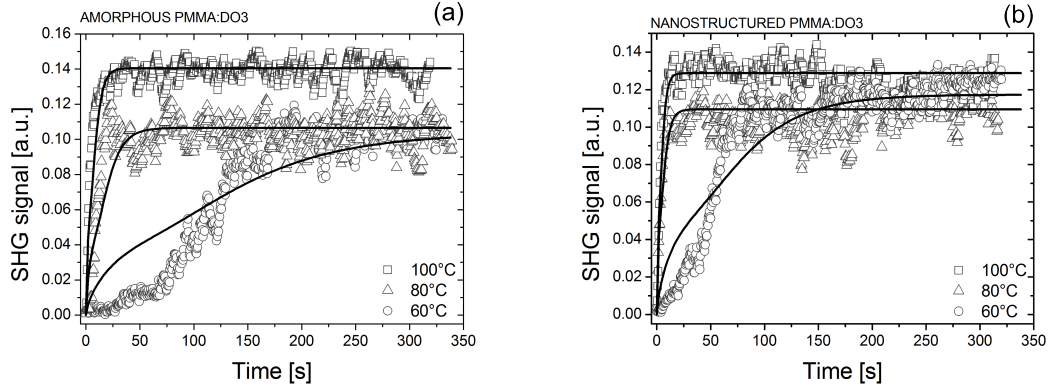 AMORPHOUS PMMA:DO3
(a)
SHG signal [a.u.]
0.16
0.14
0.12
0.10
0.08
0.06
0.04
0.02
0.00
100°C
80°C
60°C
0 50 100 150 200 250 300 350
Time [s]
NANOSTRUCTURED PMMA:DO3
(b)
SHG signal [a.u.]
0.14
0.12
0.10
0.08
0.06
0.04
0.02
0.00
100°C
80°C
60°C
0 50 100 150 200 250 300 350
Time [s]